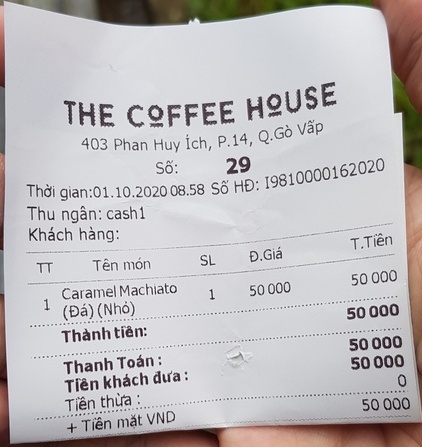 THE COFFEE HOUSE
403 Phan Huy Ích, P.14, Q.Gò Vấp
Số: 29
Thời gian:01.10.2020 08.58 Số HĐ: I9810000162020
Thu ngân: cash1
Khách hàng:
TT Tên món SL Đ.Giá T.Tiền
1 Caramel Machiato 1 50 000 50 000
(Đá) (Nhỏ)
Thành tiền: 50 000
Thanh Toán : 50 000
Tiền khách đưa : 50 000
Tiền thừa : 0
+ Tiền mặt VND 50 000